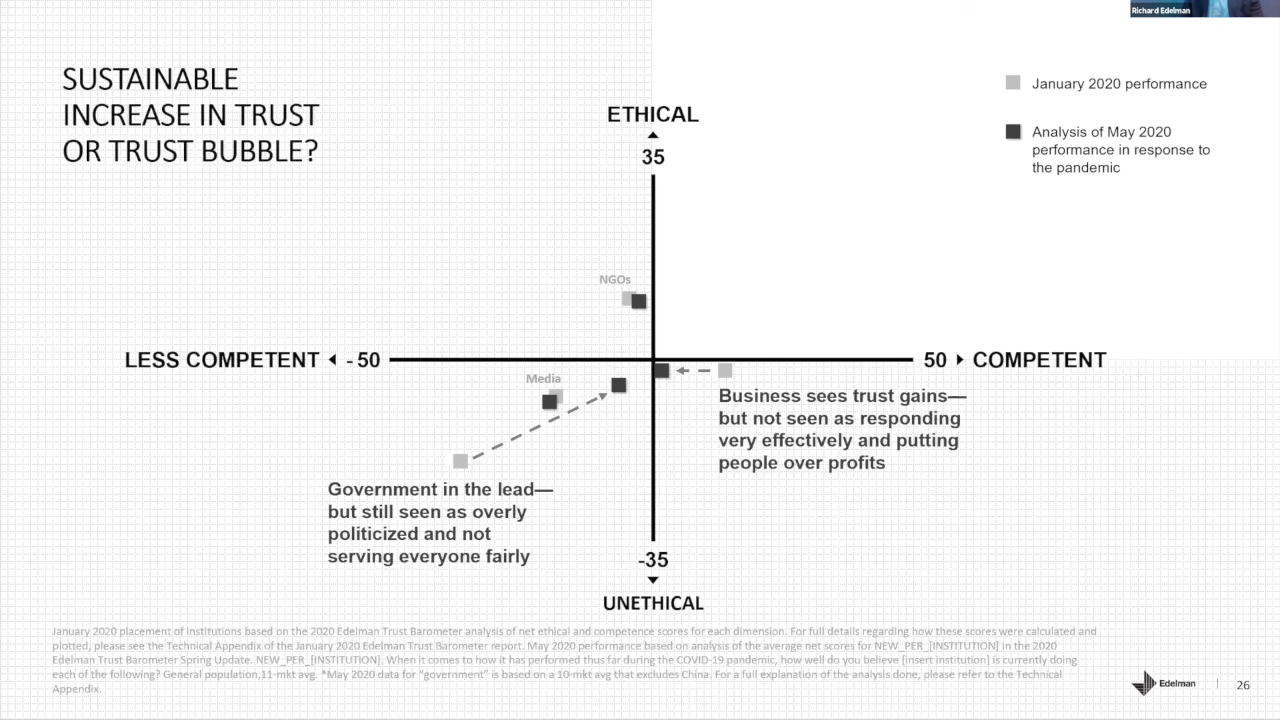 Richard Edelman
SUSTAINABLE
INCREASE IN TRUST
OR TRUST BUBBLE?
January 2020 performance
Analysis of May 2020
performance in response to
the pandemic
ETHICAL
35
NGOs
LESS COMPETENT
- 50
50
COMPETENT
Media
Business sees trust gains—
but not seen as responding
very effectively and putting
people over profits
Government in the lead—
but still seen as overly
politicized and not
serving everyone fairly
-35
UNETHICAL
January 2020 placement of institutions based on the 2020 Edelman Trust Barometer analysis of net ethical and competence scores for each dimension. For full details regarding how these scores were calculated and
plotted, please see the Technical Appendix of the January 2020 Edelman Trust Barometer report. May 2020 performance based on analysis of the average net scores for NEW_PER_[INSTITUTION] in the 2020
Edelman Trust Barometer Spring Update. NEW_PER_[INSTITUTION]. When it comes to how it has performed thus far during the COVID-19 pandemic, how well do you believe [insert institution] is currently doing
each of the following? General population,11-mkt avg. *May 2020 data for “government” is based on a 10-mkt avg that excludes China. For a full explanation of the analysis done, please refer to the Technical
Appendix.
Edelman
26